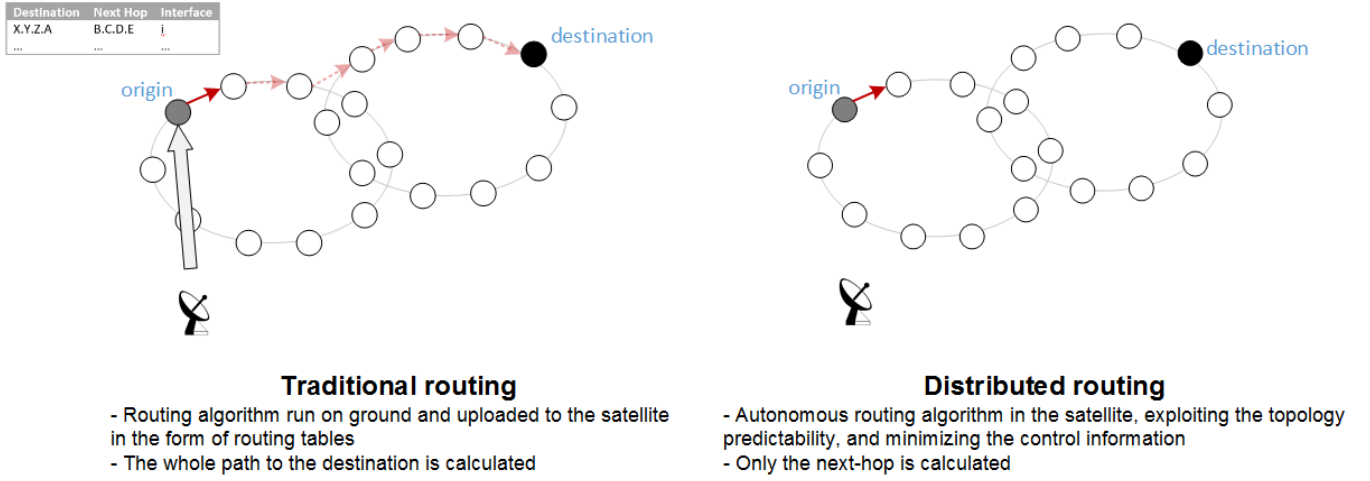 Destination Next Hop Interface
X.Y.Z.A B.C.D.E i
... ... ...
origin
destination
origin
destination
Traditional routing
- Routing algorithm run on ground and uploaded to the satellite
in the form of routing tables
- The whole path to the destination is calculated
Distributed routing
- Autonomous routing algorithm in the satellite, exploiting the topology
predictability, and minimizing the control information
- Only the next-hop is calculated